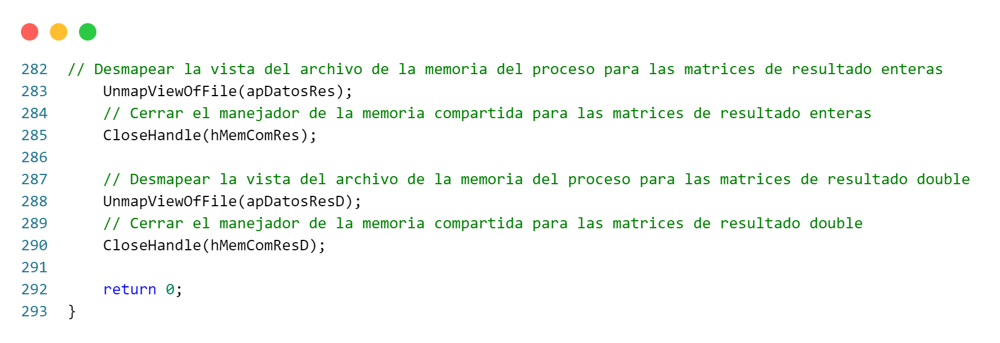 282 // Desmapear la vista del archivo de la memoria del proceso para las matrices de resultado enteras
283     UnmapViewOfFile(apDatosRes);
284     // Cerrar el manejador de la memoria compartida para las matrices de resultado enteras
285     CloseHandle(hMemComRes);
286
287     // Desmapear la vista del archivo de la memoria del proceso para las matrices de resultado double
288     UnmapViewOfFile(apDatosResD);
289     // Cerrar el manejador de la memoria compartida para las matrices de resultado double
290     CloseHandle(hMemComResD);
291
292     return 0;
293 }